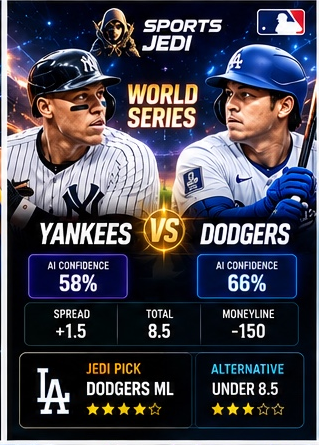 SPORTS
JEDI
WORLD
SERIES
YANKEES VS DODGERS
AI CONFIDENCE
58%
AI CONFIDENCE
66%
SPREAD
+1.5
TOTAL
8.5
MONEYLINE
-150
JEDI PICK
DODGERS ML
ALTERNATIVE
UNDER 8.5
LA